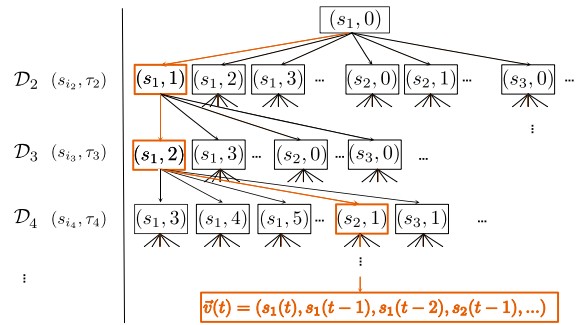 (s₁, 0)
𝒟₂ (s_{i₂}, τ₂) (s₁, 1) (s₁, 2) (s₁, 3) ... (s₂, 0) (s₂, 1) ... (s₃, 0) ...
⋮
𝒟₃ (s_{i₃}, τ₃) (s₁, 2) (s₁, 3) ... (s₂, 0) ... (s₃, 0) ...
𝒟₄ (s_{i₄}, τ₄) (s₁, 3) (s₁, 4) (s₁, 5) ... (s₂, 1) (s₃, 1) ...
⋮ ⋮
v⃗(t) = (s₁(t), s₁(t−1), s₁(t−2), s₂(t−1), ...)